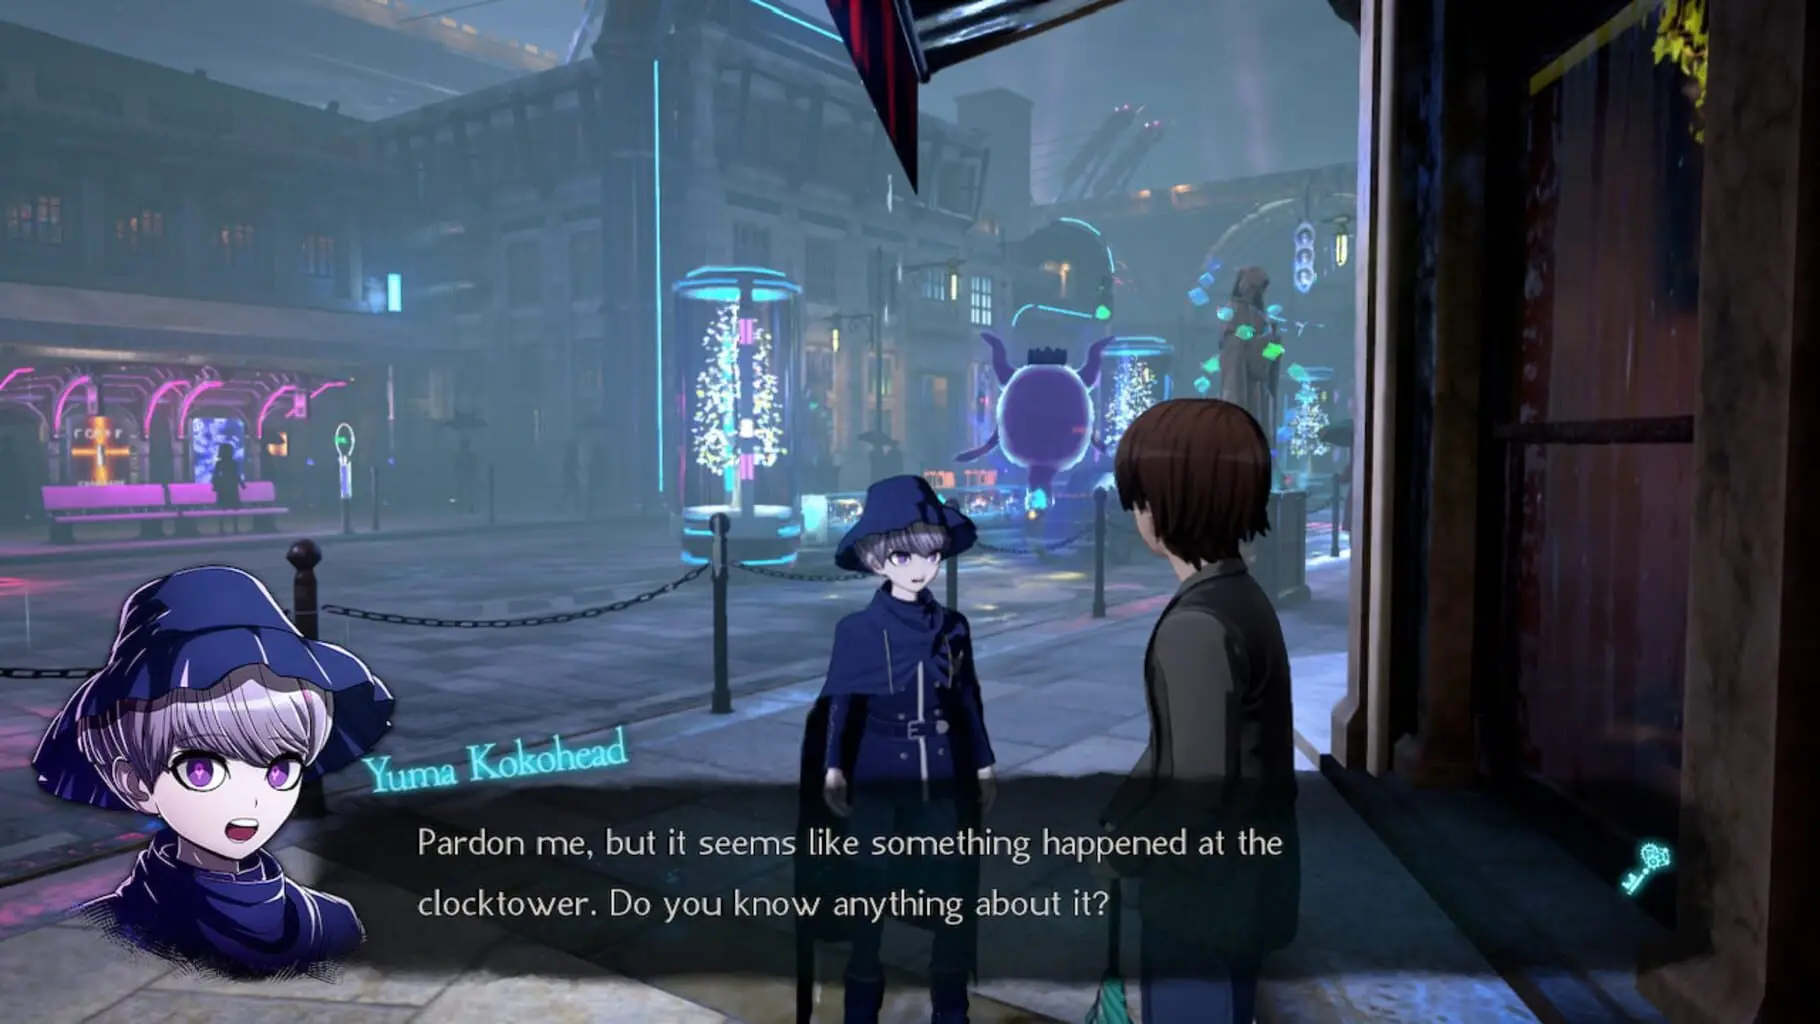 Yuma Kokohead
Pardon me, but it seems like something happened at the
clocktower. Do you know anything about it?